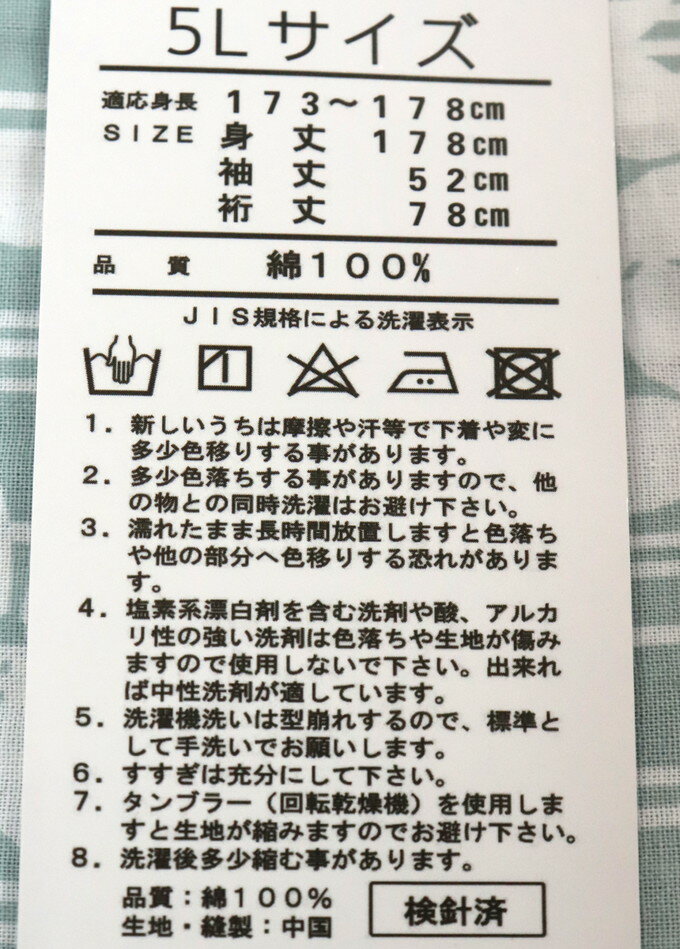 5Lサイズ
適応身長 173〜178cm
SIZE 身丈 178cm
袖丈 52cm
裄丈 78cm
品質 綿100%
JIS規格による洗濯表示
1. 新しいうちは摩擦や汗等で下着や変に
多少色移りする事があります。
2. 多少色落ちする事がありますので、他
の物との同時洗濯はお避け下さい。
3. 濡れたまま長時間放置しますと色落ち
や他の部分へ色移りする恐れがありま
す。
4. 塩素系漂白剤を含む洗剤や酸、アルカ
リ性の強い洗剤は色落ちや生地が傷み
ますので使用しないで下さい。出来れ
ば中性洗剤が適しています。
5. 洗濯機洗いは型崩れするので、標準と
して手洗いでお願いします。
6. すすぎは充分にして下さい。
7. タンブラー(回転乾燥機)を使用しま
すと生地が縮みますのでお避け下さい。
8. 洗濯後多少縮む事があります。
品質:綿100%
生地・縫製:中国
検針済